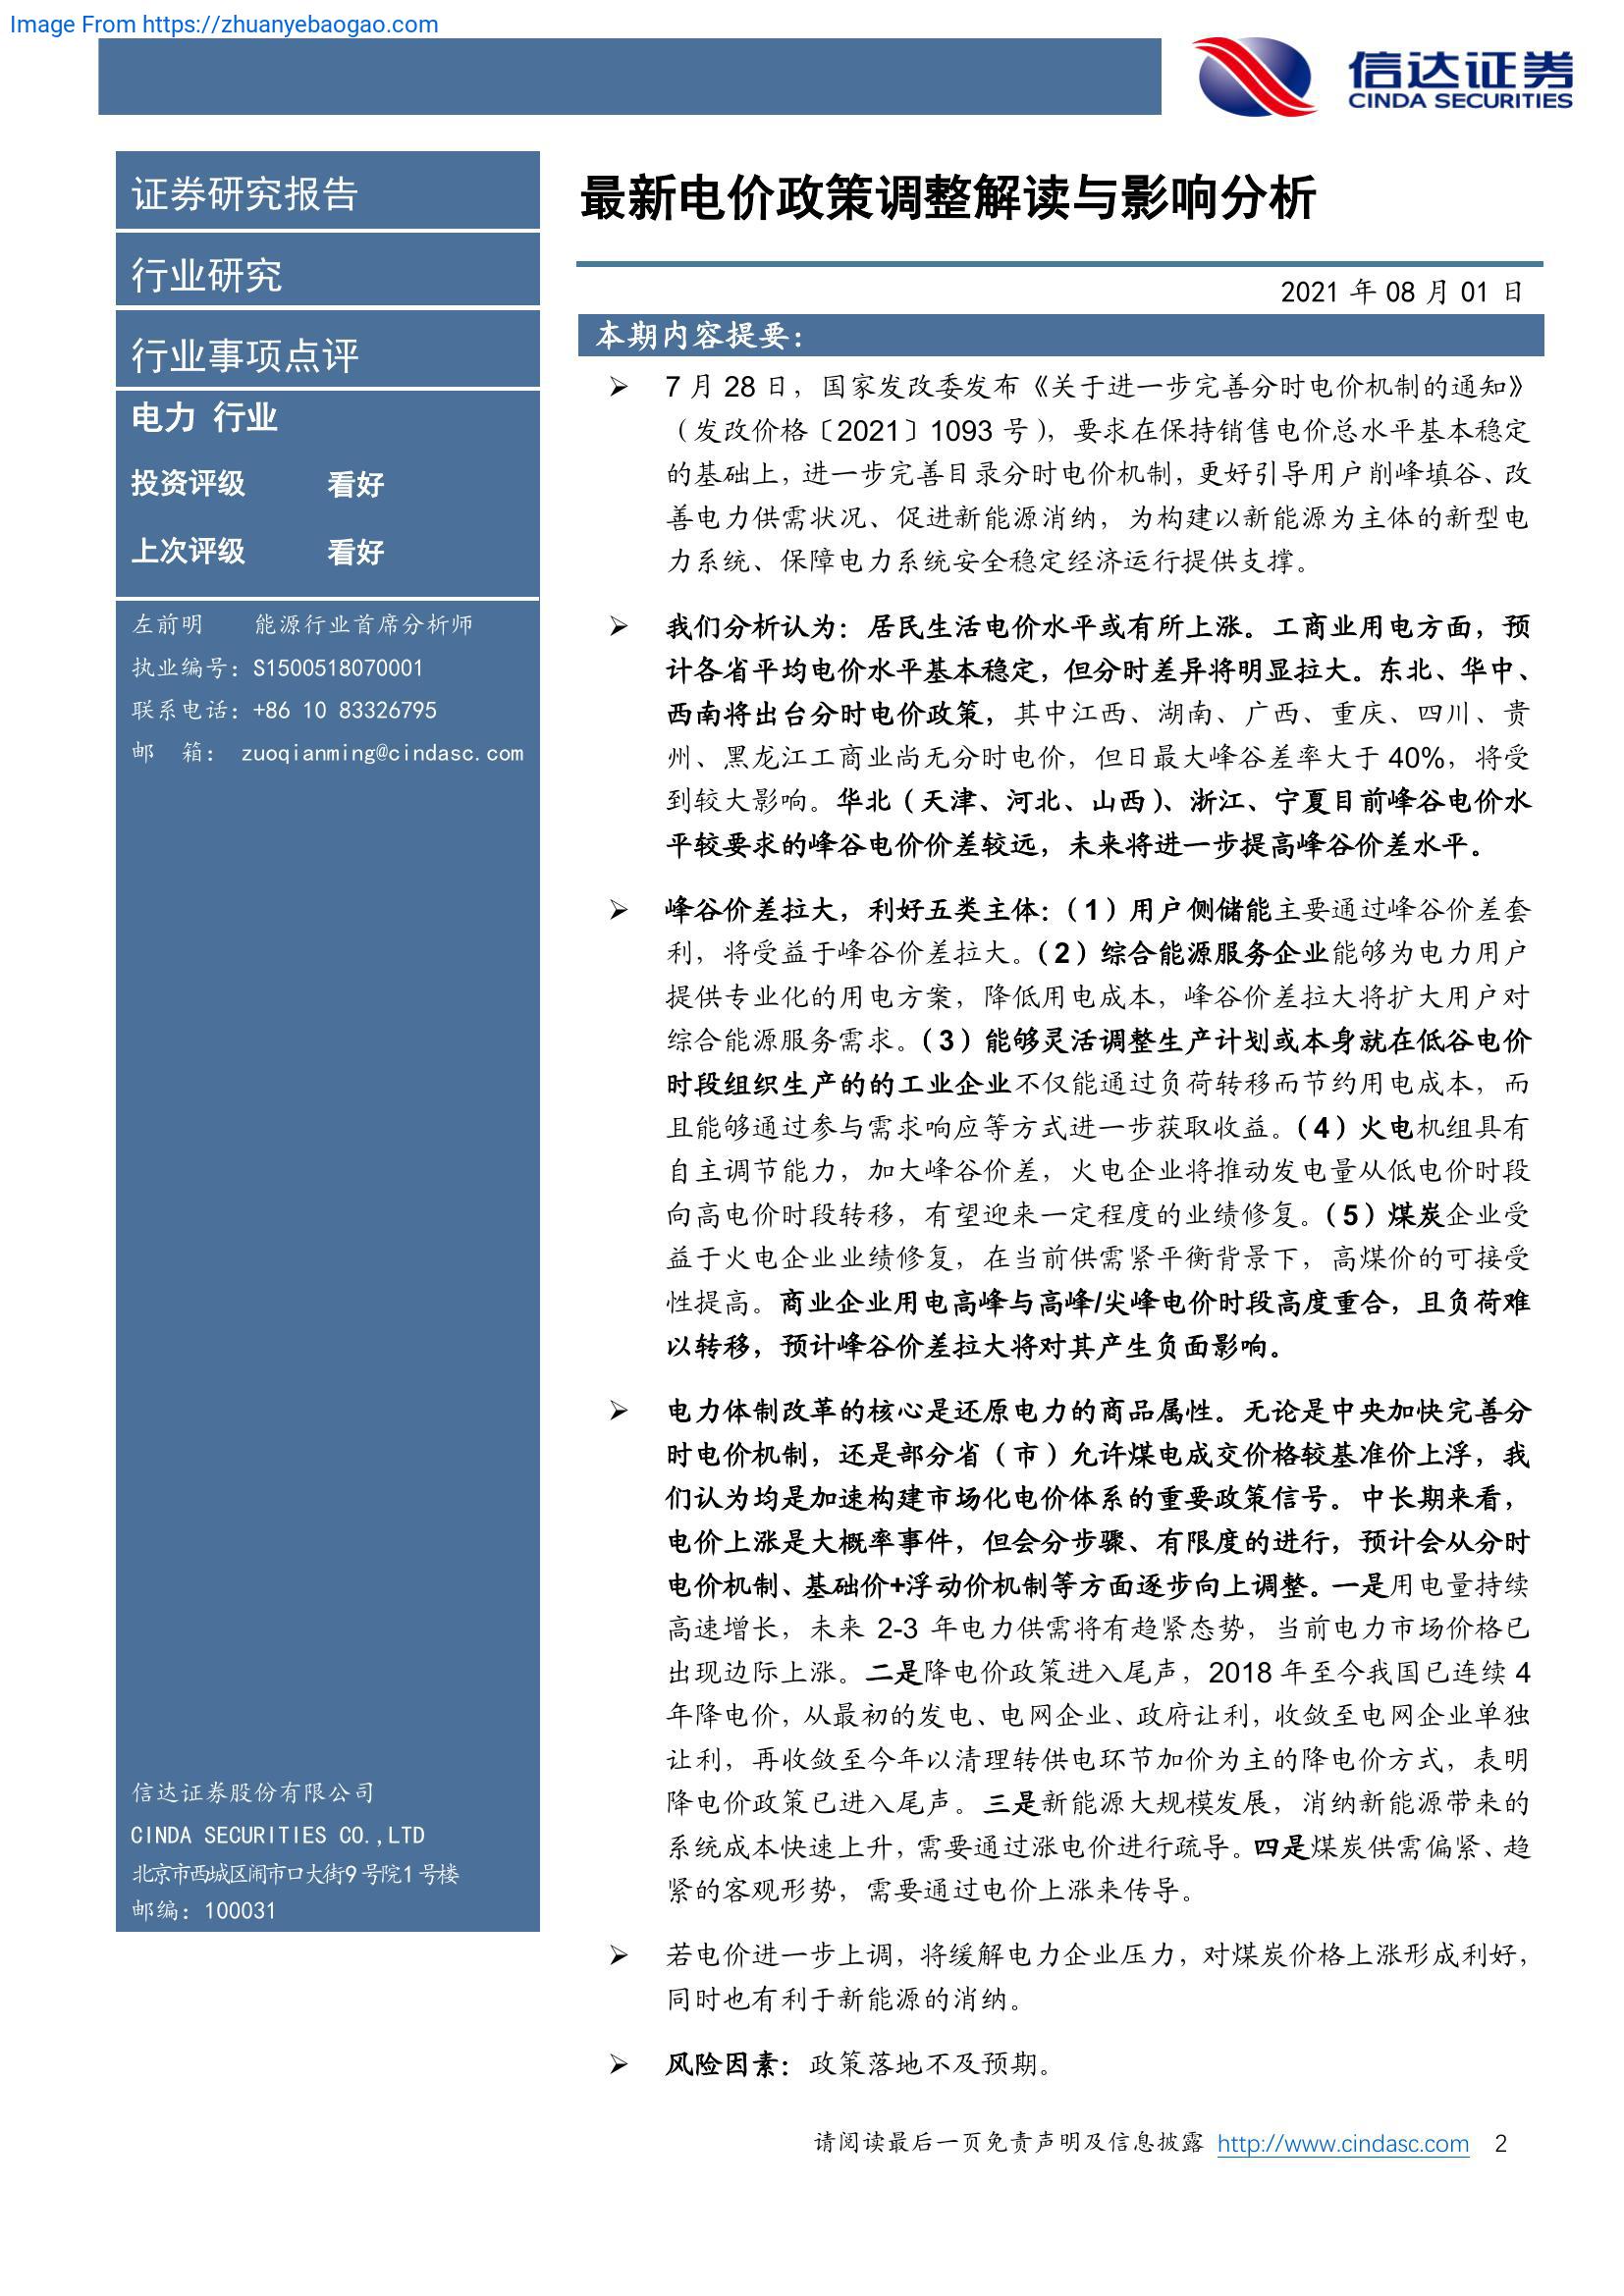 Image From https://zhuanyebaogao.com
信达证券
CINDA SECURITIES
证券研究报告
行业研究
行业事项点评
电力 行业
投资评级 看好
上次评级 看好
左前明 能源行业首席分析师
执业编号：S1500518070001
联系电话：+86 10 83326795
邮 箱： zuoqianming@cindasc.com
信达证券股份有限公司
CINDA SECURITIES CO.,LTD
北京市西城区闹市口大街9号院1号楼
邮编：100031
最新电价政策调整解读与影响分析
2021 年 08 月 01 日
本期内容提要：
➢ 7 月 28 日，国家发改委发布《关于进一步完善分时电价机制的通知》
（发改价格〔2021〕1093 号），要求在保持销售电价总水平基本稳定
的基础上，进一步完善目录分时电价机制，更好引导用户削峰填谷、改
善电力供需状况、促进新能源消纳，为构建以新能源为主体的新型电
力系统、保障电力系统安全稳定经济运行提供支撑。
➢ 我们分析认为：居民生活电价水平或有所上涨。工商业用电方面，预
计各省平均电价水平基本稳定，但分时差异将明显拉大。东北、华中、
西南将出台分时电价政策，其中江西、湖南、广西、重庆、四川、贵
州、黑龙江工商业尚无分时电价，但日最大峰谷差率大于 40%，将受
到较大影响。华北（天津、河北、山西）、浙江、宁夏目前峰谷电价水
平较要求的峰谷电价价差较远，未来将进一步提高峰谷价差水平。
➢ 峰谷价差拉大，利好五类主体：（1）用户侧储能主要通过峰谷价差套
利，将受益于峰谷价差拉大。（2）综合能源服务企业能够为电力用户
提供专业化的用电方案，降低用电成本，峰谷价差拉大将扩大用户对
综合能源服务需求。（3）能够灵活调整生产计划或本身就在低谷电价
时段组织生产的的工业企业不仅能通过负荷转移而节约用电成本，而
且能够通过参与需求响应等方式进一步获取收益。（4）火电机组具有
自主调节能力，加大峰谷价差，火电企业将推动发电量从低电价时段
向高电价时段转移，有望迎来一定程度的业绩修复。（5）煤炭企业受
益于火电企业业绩修复，在当前供需紧平衡背景下，高煤价的可接受
性提高。商业企业用电高峰与高峰/尖峰电价时段高度重合，且负荷难
以转移，预计峰谷价差拉大将对其产生负面影响。
➢ 电力体制改革的核心是还原电力的商品属性。无论是中央加快完善分
时电价机制，还是部分省（市）允许煤电成交价格较基准价上浮，我
们认为均是加速构建市场化电价体系的重要政策信号。中长期来看，
电价上涨是大概率事件，但会分步骤、有限度的进行，预计会从分时
电价机制、基础价+浮动价机制等方面逐步向上调整。一是用电量持续
高速增长，未来 2-3 年电力供需将有趋紧态势，当前电力市场价格已
出现边际上涨。二是降电价政策进入尾声，2018 年至今我国已连续 4
年降电价，从最初的发电、电网企业、政府让利，收敛至电网企业单独
让利，再收敛至今年以清理转供电环节加价为主的降电价方式，表明
降电价政策已进入尾声。三是新能源大规模发展，消纳新能源带来的
系统成本快速上升，需要通过涨电价进行疏导。四是煤炭供需偏紧、趋
紧的客观形势，需要通过电价上涨来传导。
➢ 若电价进一步上调，将缓解电力企业压力，对煤炭价格上涨形成利好，
同时也有利于新能源的消纳。
➢ 风险因素：政策落地不及预期。
请阅读最后一页免责声明及信息披露 http://www.cindasc.com 2